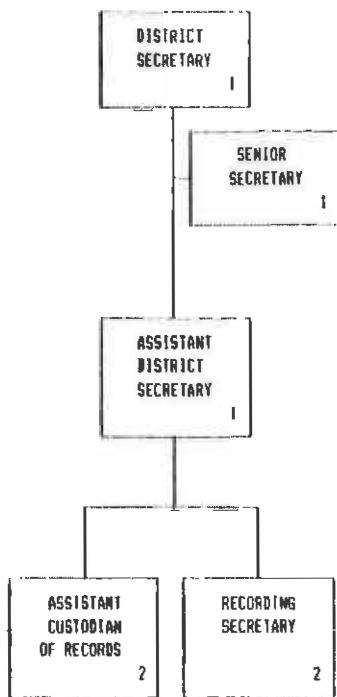 DISTRICT
SECRETARY
1
SENIOR
SECRETARY
1
ASSISTANT
DISTRICT
SECRETARY
1
ASSISTANT
CUSTODIAN
OF RECORDS
2
RECORDING
SECRETARY
2